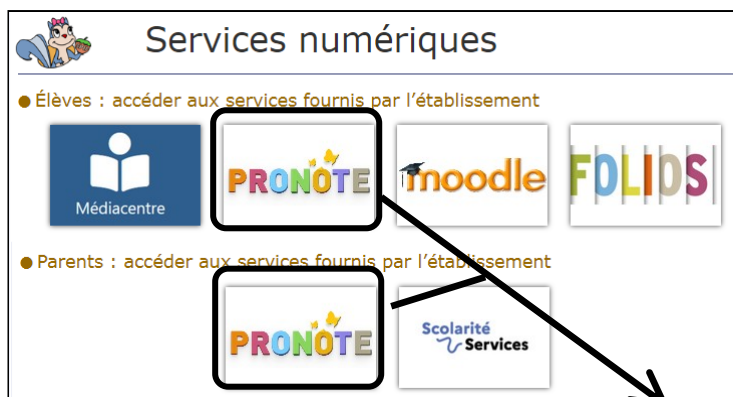 Services numériques
Élèves : accéder aux services fournis par l'établissement
Médiacentre
PRONOTE
moodle
FOLIOS
Parents : accéder aux services fournis par l'établissement
PRONOTE
Scolarité
Services